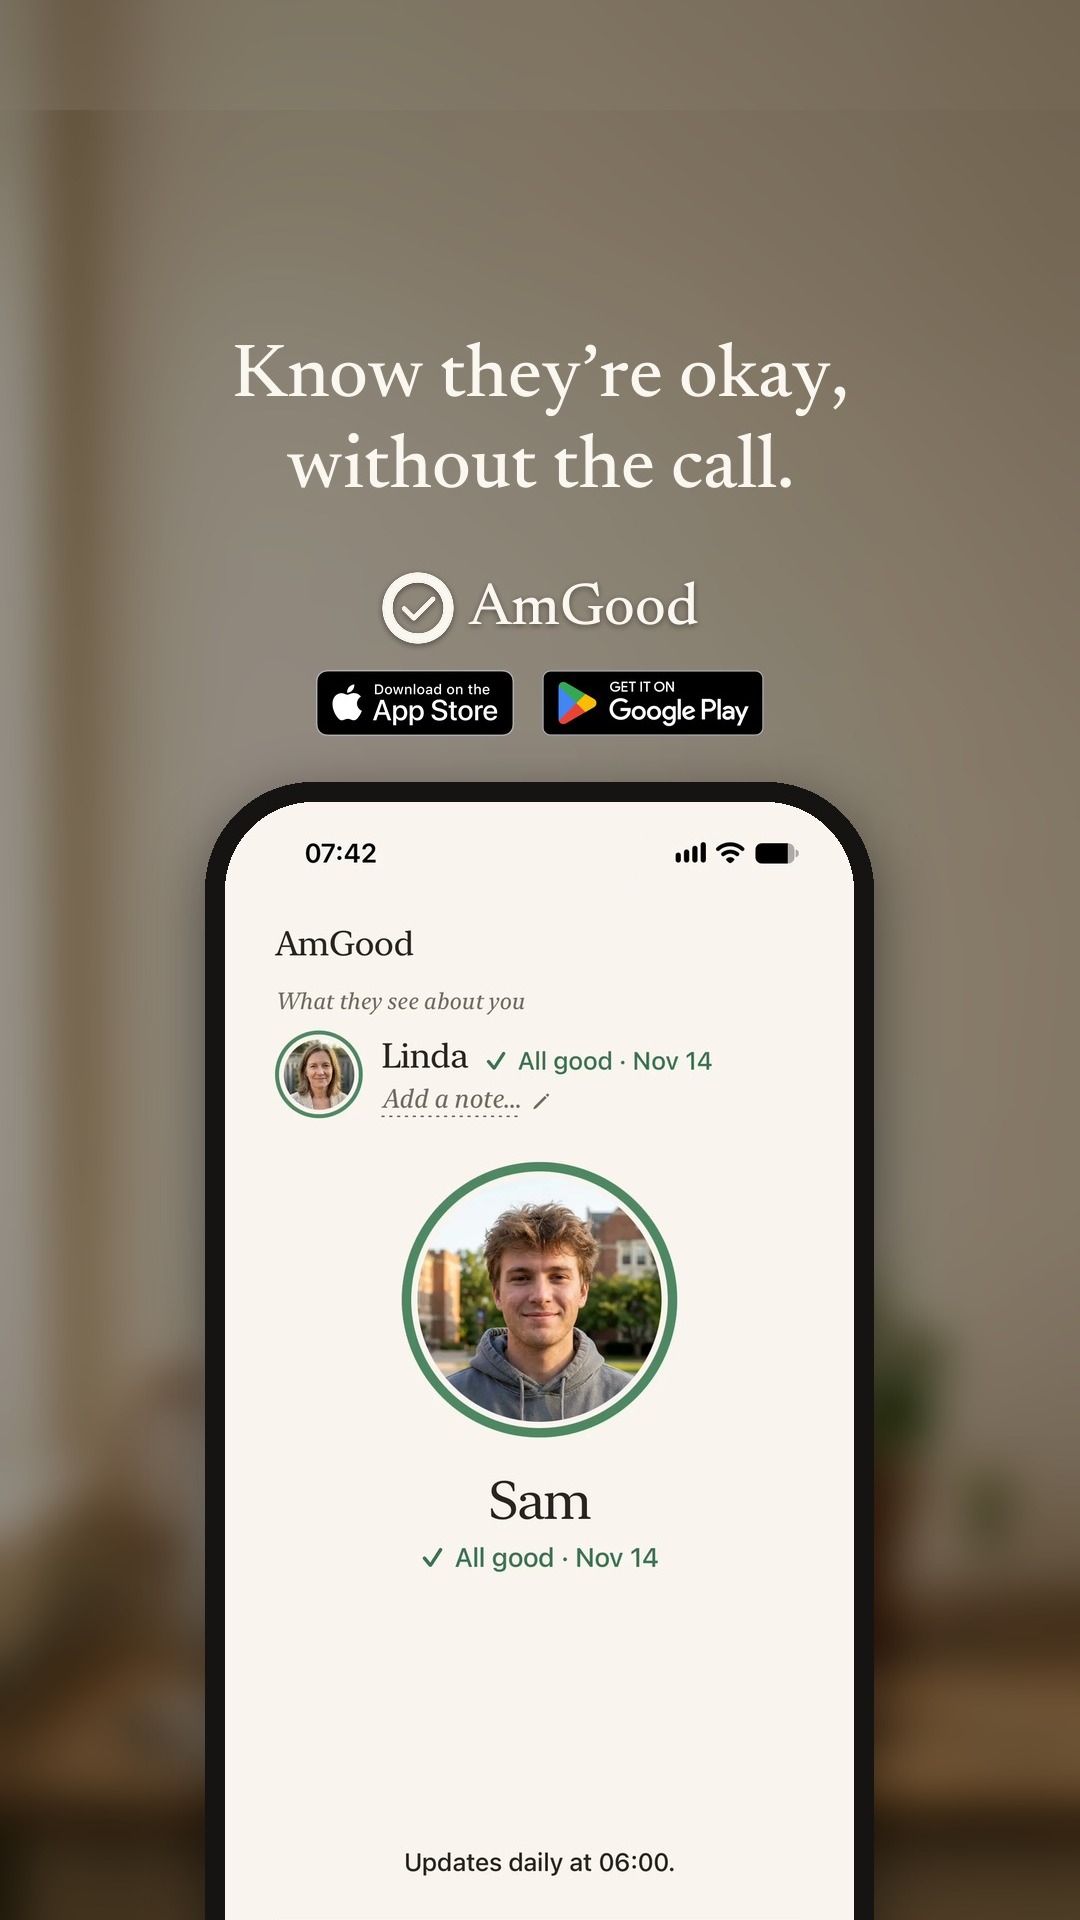 Know they’re okay,
without the call.
AmGood
Download on the
App Store
GET IT ON
Google Play
07:42
AmGood
What they see about you
Linda ✓ All good · Nov 14
Add a note...
Sam
✓ All good · Nov 14
Updates daily at 06:00.